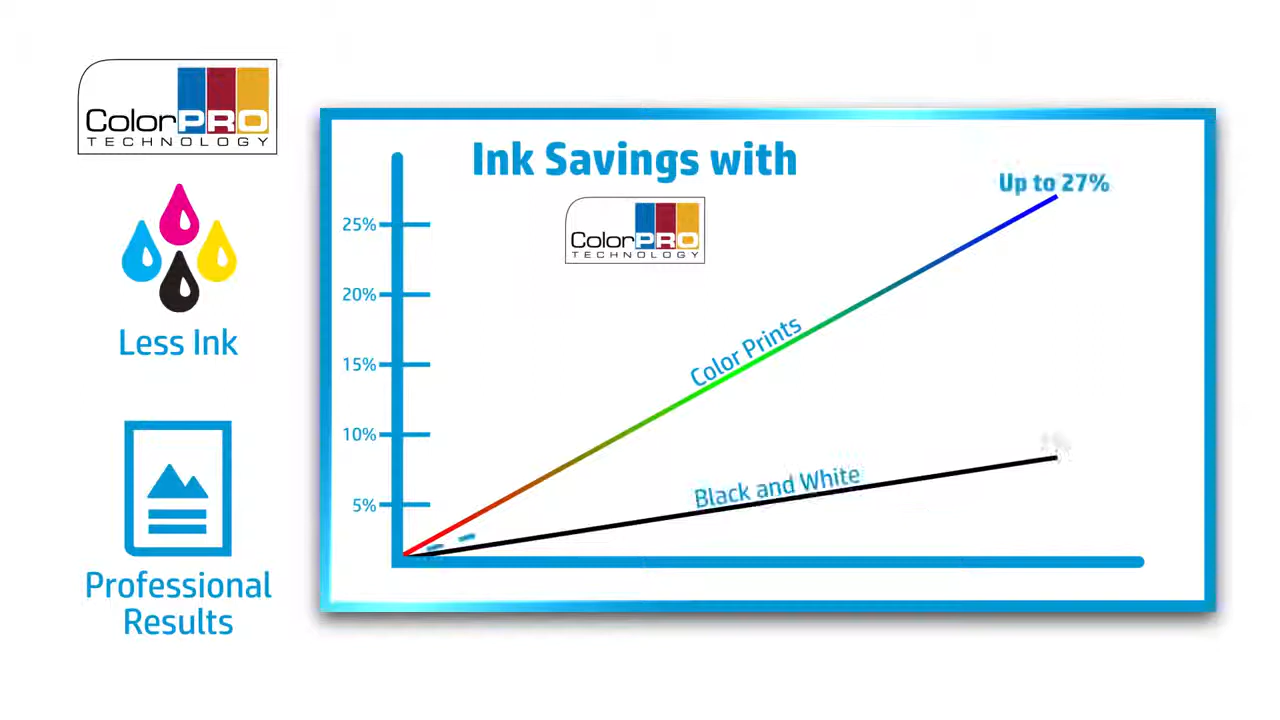 ColorPRO
TECHNOLOGY
Less Ink
Professional
Results
Ink Savings with
ColorPRO
TECHNOLOGY
Up to 27%
25%
20%
15%
10%
5%
Color Prints
Black and White